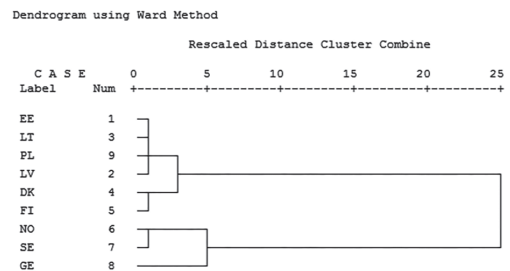 Dendrogram using Ward Method
Rescaled Distance Cluster Combine
C A S E 0 5 10 15 20 25
Label Num +---------+---------+---------+---------+---------+
EE 1
LT 3
PL 9
LV 2
DK 4
FI 5
NO 6
SE 7
GE 8